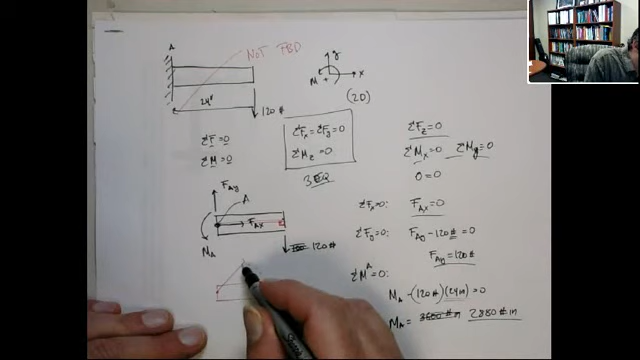 A
NOT FBD
y
x
M +
24"
120 #
(2D)
ΣF = 0
ΣM = 0
ΣFx = ΣFy = 0
ΣMz = 0
3 EQ
ΣFz = 0
ΣMx = 0 ΣMy = 0
0 = 0
FAy
A
FAx
MA
120 #
ΣFx = 0: FAx = 0
ΣFy = 0: FAy - 120 # = 0
FAy = 120 #
ΣM^A = 0:
MA - (120 #)(24 in) = 0
MA = 2880 # in